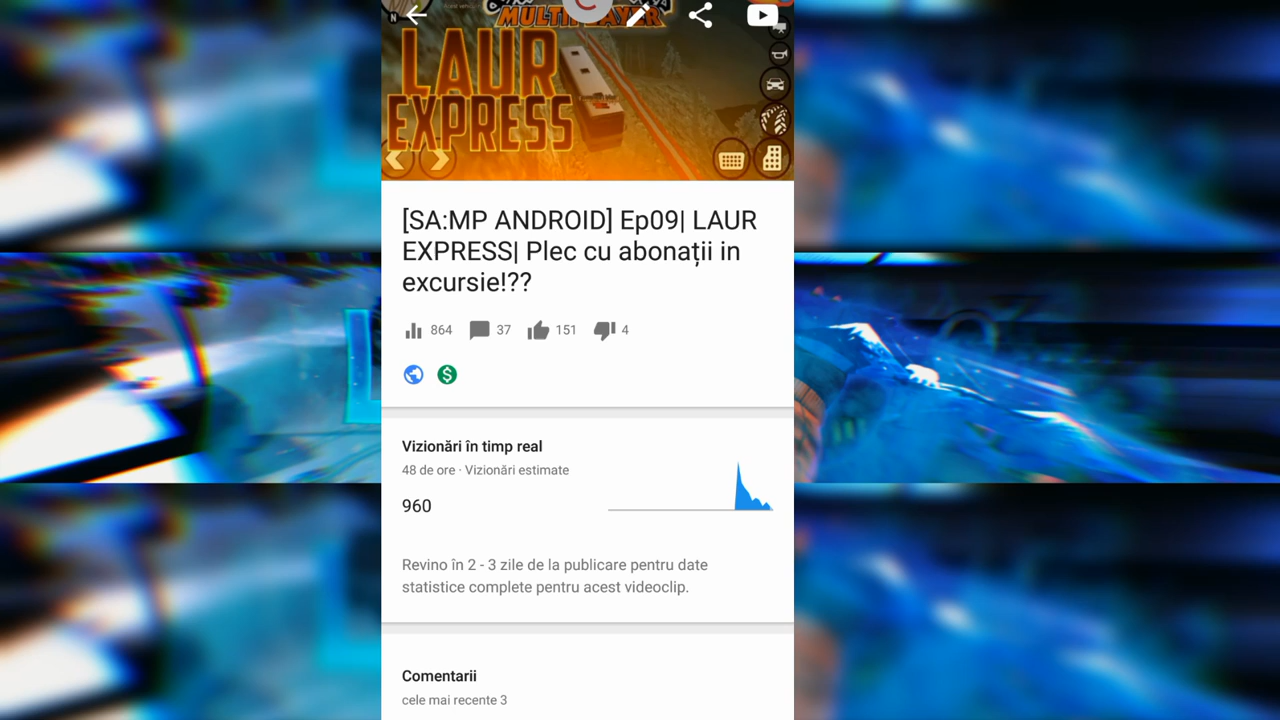 MULTIPLAYER
LAUR
EXPRESS
[SA:MP ANDROID] Ep09| LAUR
EXPRESS| Plec cu abonații in
excursie!??
864 37 151 4
Vizionări în timp real
48 de ore · Vizionări estimate
960
Revino în 2 - 3 zile de la publicare pentru date
statistice complete pentru acest videoclip.
Comentarii
cele mai recente 3